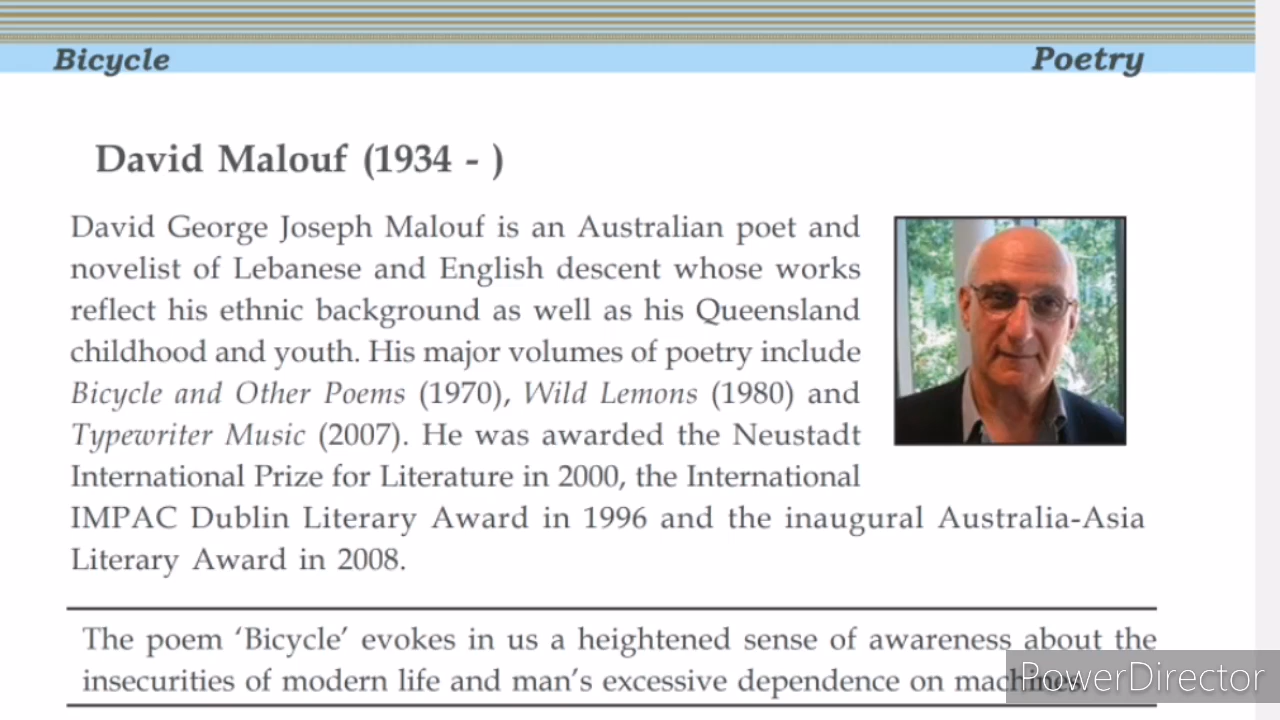 Bicycle Poetry
David Malouf (1934 - )
David George Joseph Malouf is an Australian poet and
novelist of Lebanese and English descent whose works
reflect his ethnic background as well as his Queensland
childhood and youth. His major volumes of poetry include
Bicycle and Other Poems (1970), Wild Lemons (1980) and
Typewriter Music (2007). He was awarded the Neustadt
International Prize for Literature in 2000, the International
IMPAC Dublin Literary Award in 1996 and the inaugural Australia-Asia
Literary Award in 2008.
The poem ‘Bicycle’ evokes in us a heightened sense of awareness about the
insecurities of modern life and man’s excessive dependence on machines.
PowerDirector